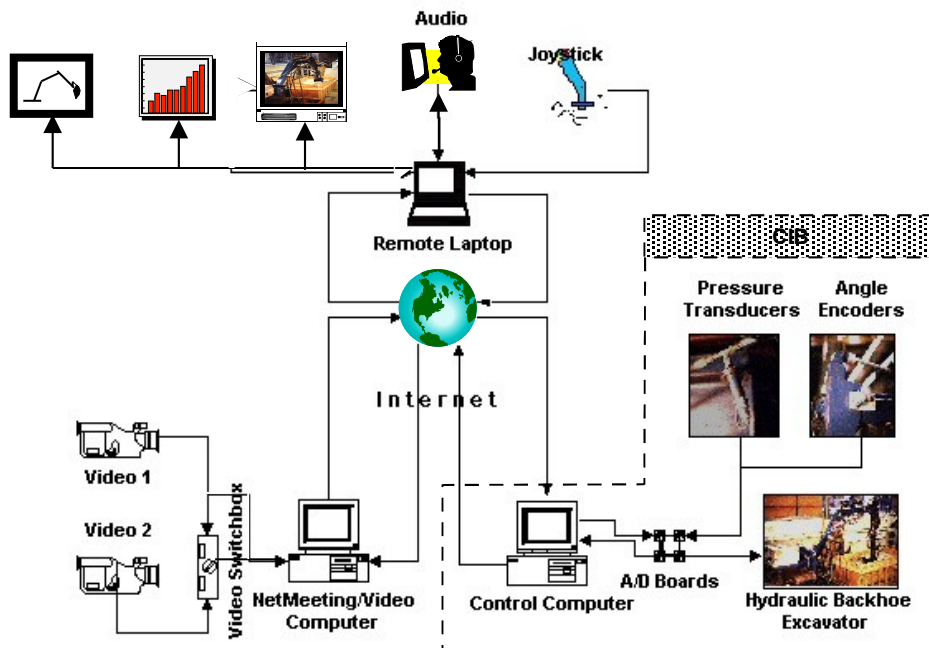 Audio
Joystick
Remote Laptop
CIB
Pressure
Transducers
Angle
Encoders
Internet
Video 1
Video 2
Video Switchbox
NetMeeting/Video
Computer
Control Computer
A/D Boards
Hydraulic Backhoe
Excavator